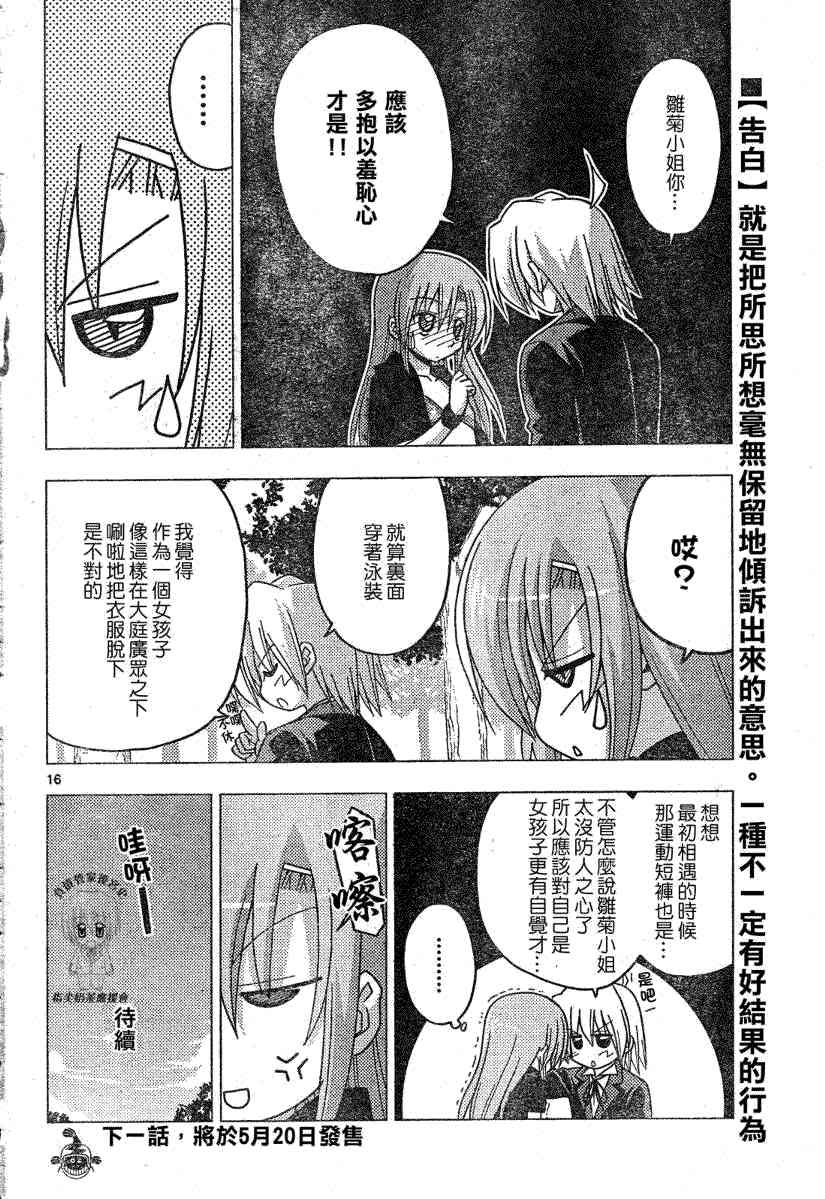 ■【告白】就是把所思所想毫無保留地傾訴出來的意思。一種不一定有好結果的行為
雛菊小姐你…
應該
多抱以羞恥心
才是!!
……
哎?
就算裏面
穿著泳裝
我覺得
作為一個女孩子
像這樣在大庭廣眾之下
唰啦地把衣服脫下
是不對的
喋喋
不休
16
想想
最初相遇的時候
那運動短褲也是…
不管怎麼說雛菊小姐
太沒防人之心了
所以應該對自己是
女孩子更有自覺才…
是吧—
……
喀嚓
哇呀—
待續
下一話，將於5月20日發售